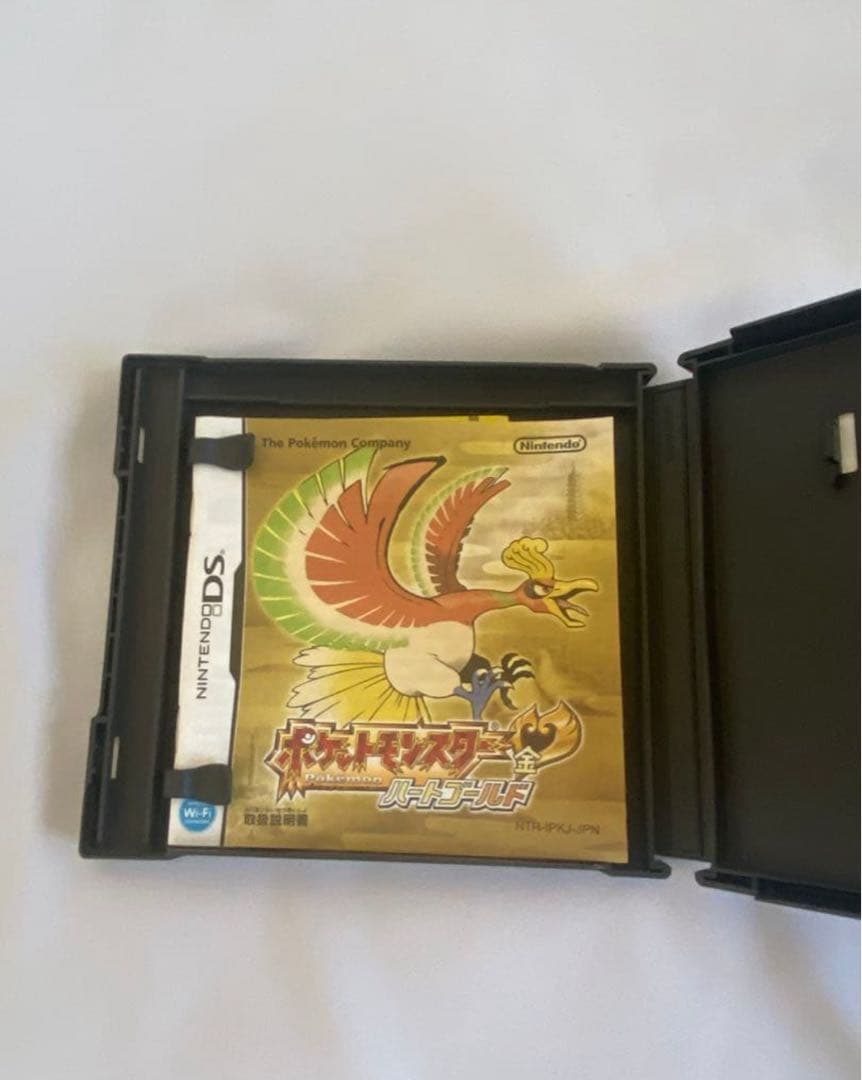 The Pokémon Company
Nintendo®
NINTENDO DS®
ポケットモンスター®
金
Pokémon
ハートゴールド
Wi-Fi
取扱説明書
NTR-IPKJ-JPN